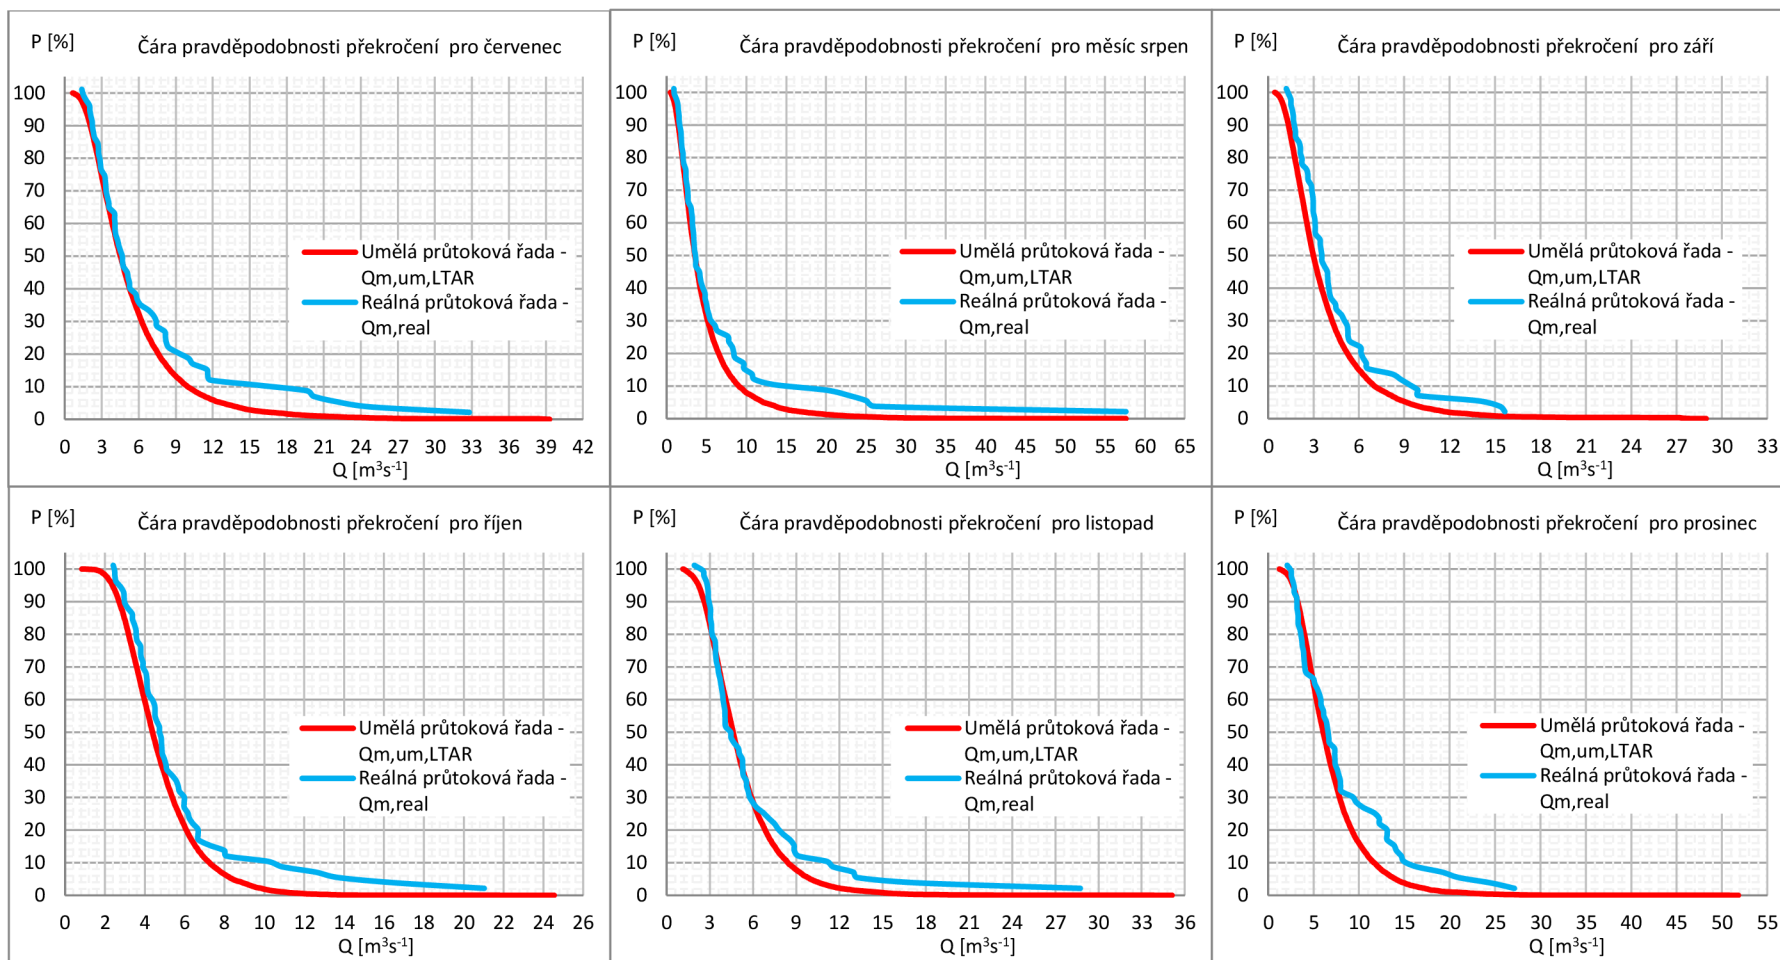 P [%]
Čára pravděpodobnosti překročení pro červenec
100
90
80
70
60
50
40
30
20
10
0
Umělá průtoková řada -
Qm,um,LTAR
Reálná průtoková řada -
Qm,real
0 3 6 9 12 15 18 21 24 27 30 33 36 39 42
Q [m³s⁻¹]
P [%]
Čára pravděpodobnosti překročení pro měsíc srpen
100
90
80
70
60
50
40
30
20
10
0
Umělá průtoková řada -
Qm,um,LTAR
Reálná průtoková řada -
Qm,real
0 5 10 15 20 25 30 35 40 45 50 55 60 65
Q [m³s⁻¹]
P [%]
Čára pravděpodobnosti překročení pro září
100
90
80
70
60
50
40
30
20
10
0
Umělá průtoková řada -
Qm,um,LTAR
Reálná průtoková řada -
Qm,real
0 3 6 9 12 15 18 21 24 27 30 33
Q [m³s⁻¹]
P [%]
Čára pravděpodobnosti překročení pro říjen
100
90
80
70
60
50
40
30
20
10
0
Umělá průtoková řada -
Qm,um,LTAR
Reálná průtoková řada -
Qm,real
0 2 4 6 8 10 12 14 16 18 20 22 24 26
Q [m³s⁻¹]
P [%]
Čára pravděpodobnosti překročení pro listopad
100
90
80
70
60
50
40
30
20
10
0
Umělá průtoková řada -
Qm,um,LTAR
Reálná průtoková řada -
Qm,real
0 3 6 9 12 15 18 21 24 27 30 33 36
Q [m³s⁻¹]
P [%]
Čára pravděpodobnosti překročení pro prosinec
100
90
80
70
60
50
40
30
20
10
0
Umělá průtoková řada -
Qm,um,LTAR
Reálná průtoková řada -
Qm,real
0 5 10 15 20 25 30 35 40 45 50 55
Q [m³s⁻¹]